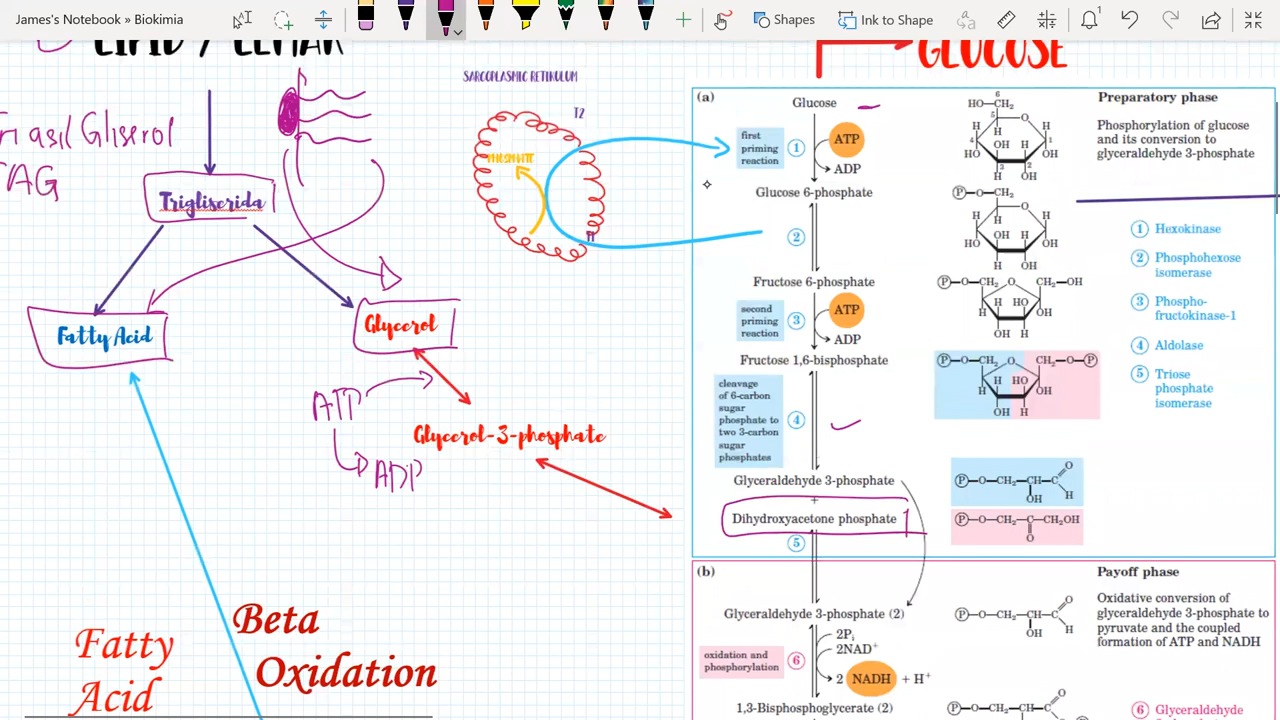 James's Notebook » Biokimia
Shapes
Ink to Shape
LIPID / LEMAK
GLUCOSE
SARCOPLASMIC RETIKULUM
T2
PHOSPHATE
T1
Gliserol
TAG
Trigliserida
Fatty Acid
Glycerol
ATP
ADP
Glycerol-3-phosphate
Beta
Oxidation
Fatty
Acid
(a)
Glucose
first
priming
reaction
1
ATP
ADP
Glucose 6-phosphate
2
Fructose 6-phosphate
second
priming
reaction
3
ATP
ADP
Fructose 1,6-bisphosphate
cleavage
of 6-carbon
sugar
phosphate to
two 3-carbon
sugar
phosphates
4
Glyceraldehyde 3-phosphate
+
Dihydroxyacetone phosphate
5
Preparatory phase
Phosphorylation of glucose
and its conversion to
glyceraldehyde 3-phosphate
1 Hexokinase
2 Phosphohexose
isomerase
3 Phospho-
fructokinase-1
4 Aldolase
5 Triose
phosphate
isomerase
(b)
Glyceraldehyde 3-phosphate (2)
oxidation and
phosphorylation
6
2Pi
2NAD+
2 NADH + H+
1,3-Bisphosphoglycerate (2)
Payoff phase
Oxidative conversion of
glyceraldehyde 3-phosphate to
pyruvate and the coupled
formation of ATP and NADH
6 Glyceraldehyde